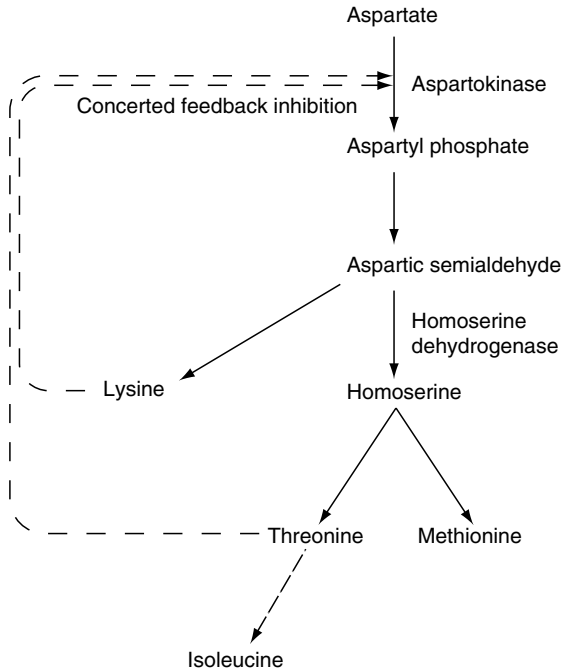 Aspartate
Aspartokinase
Concerted feedback inhibition
Aspartyl phosphate
Aspartic semialdehyde
Homoserine
dehydrogenase
Lysine
Homoserine
Threonine
Methionine
Isoleucine